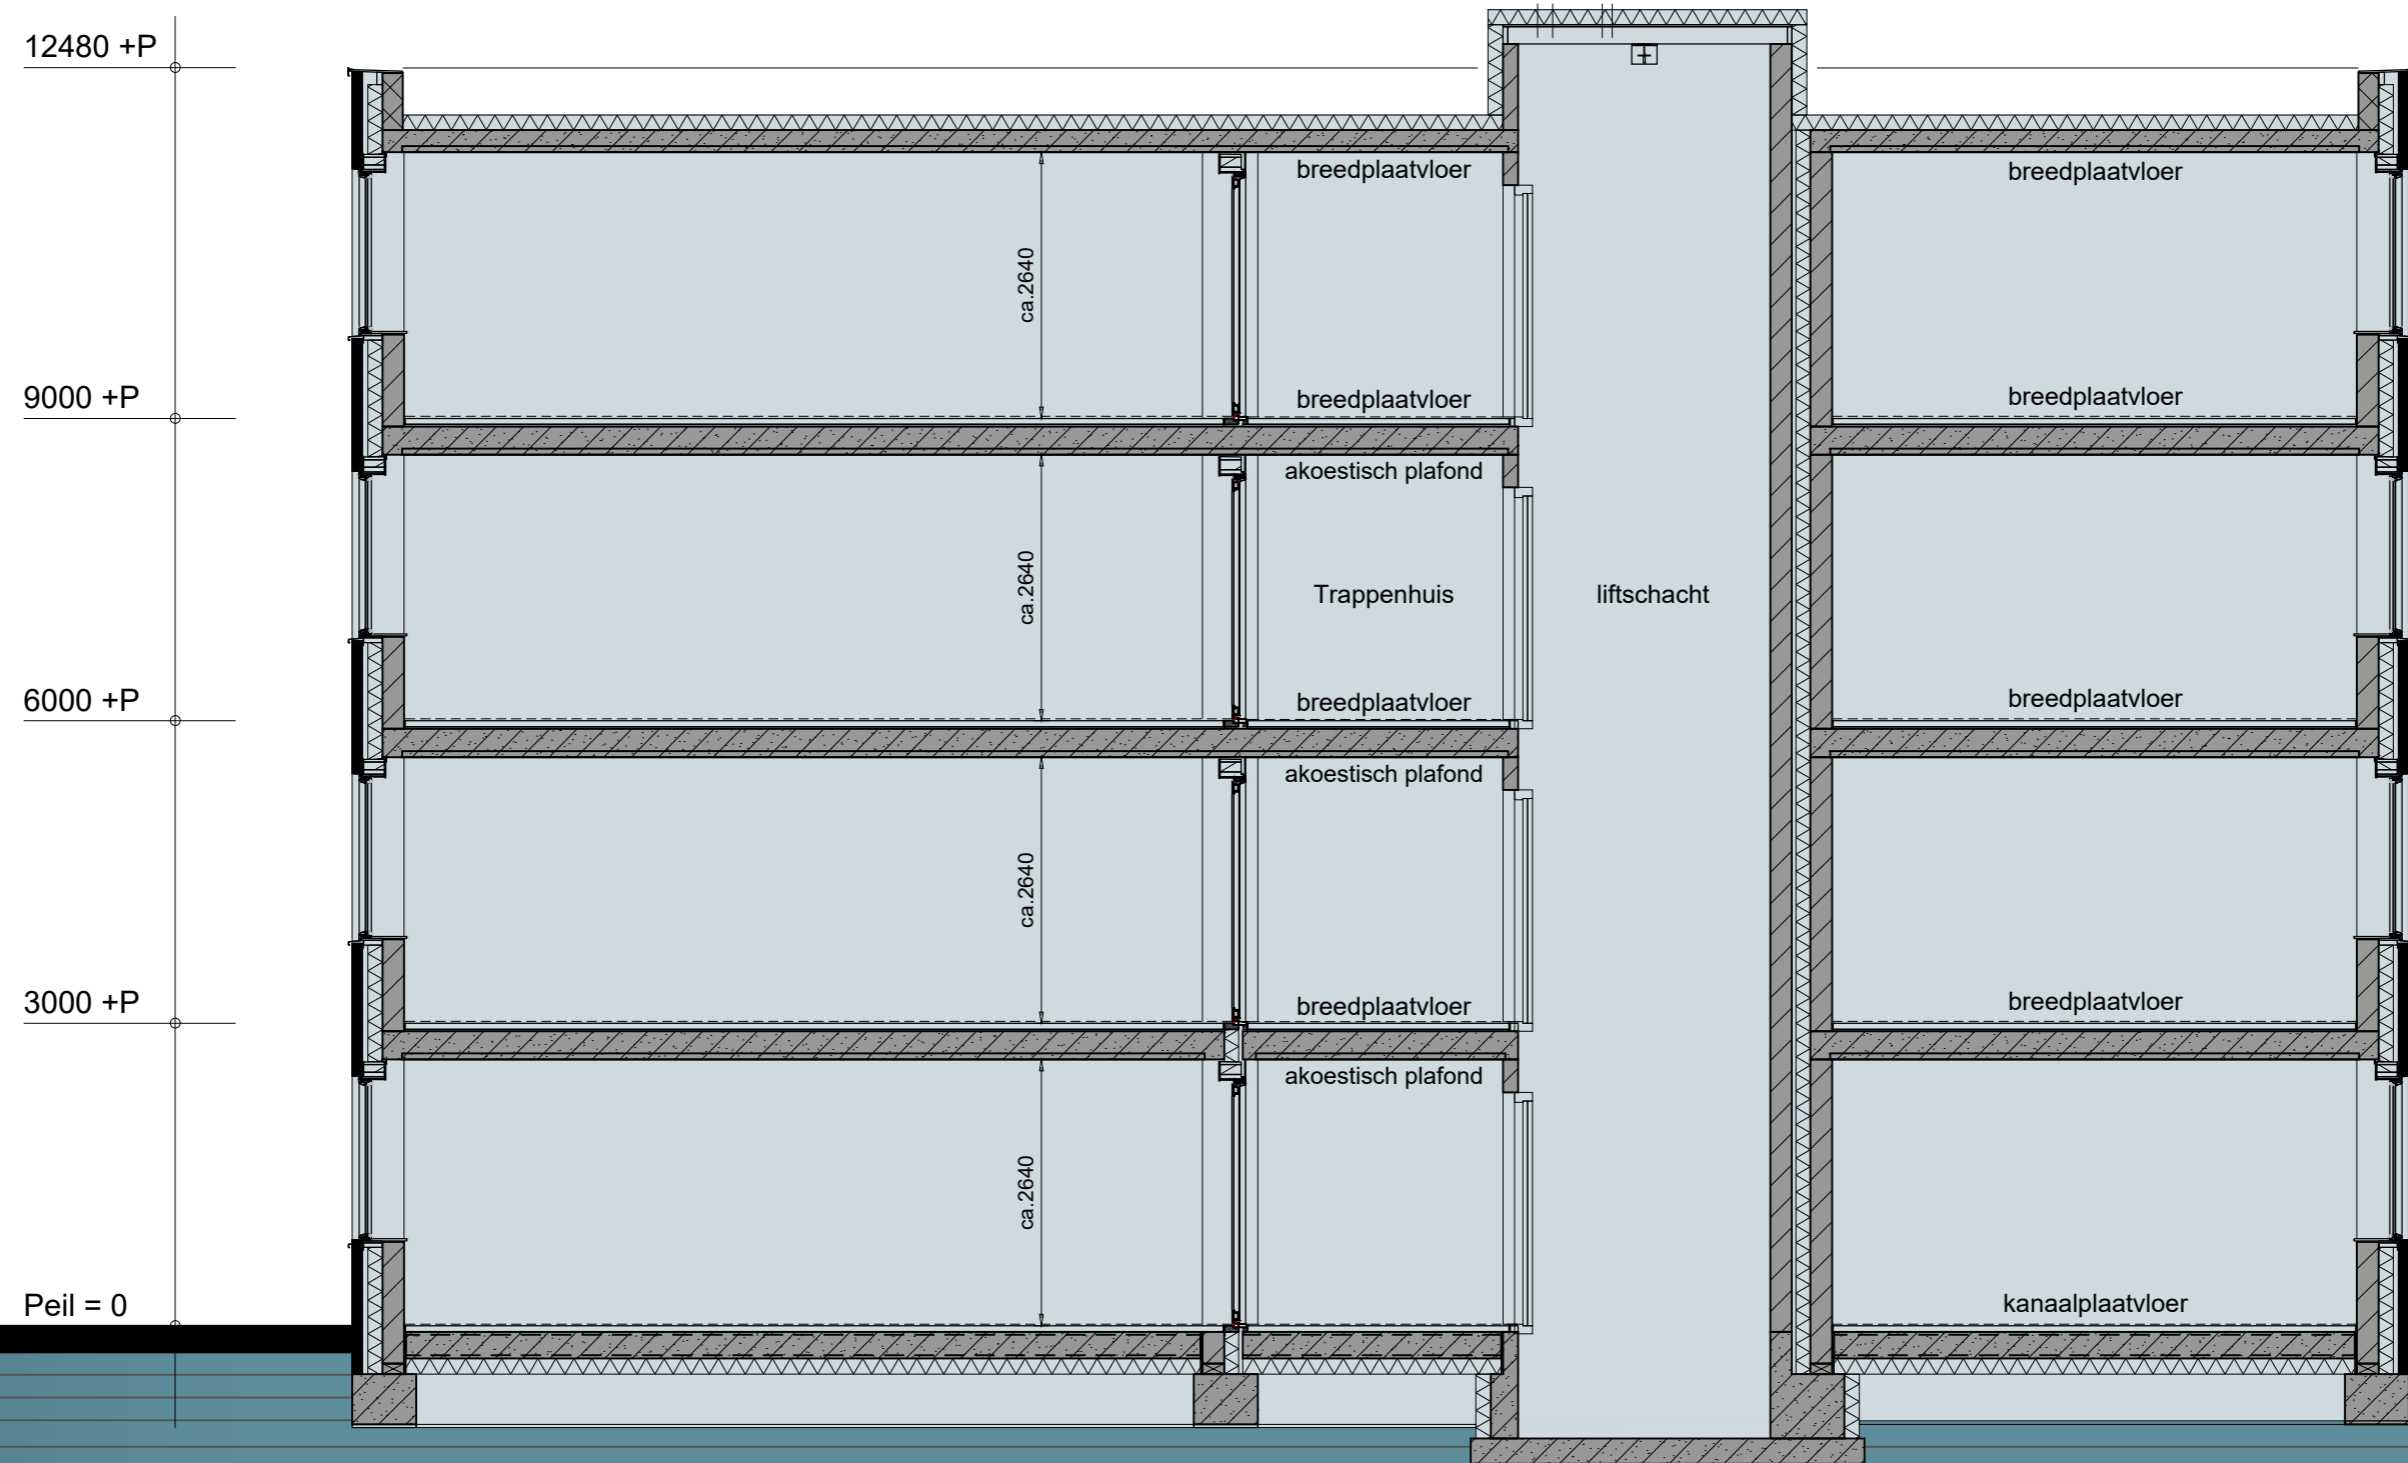 12480 +P
breedplaatvloer
breedplaatvloer
ca.2640
9000 +P
breedplaatvloer
breedplaatvloer
akoestisch plafond
ca.2640
Trappenhuis
liftschacht
6000 +P
breedplaatvloer
breedplaatvloer
akoestisch plafond
ca.2640
3000 +P
breedplaatvloer
breedplaatvloer
akoestisch plafond
ca.2640
Peil = 0
kanaalplaatvloer